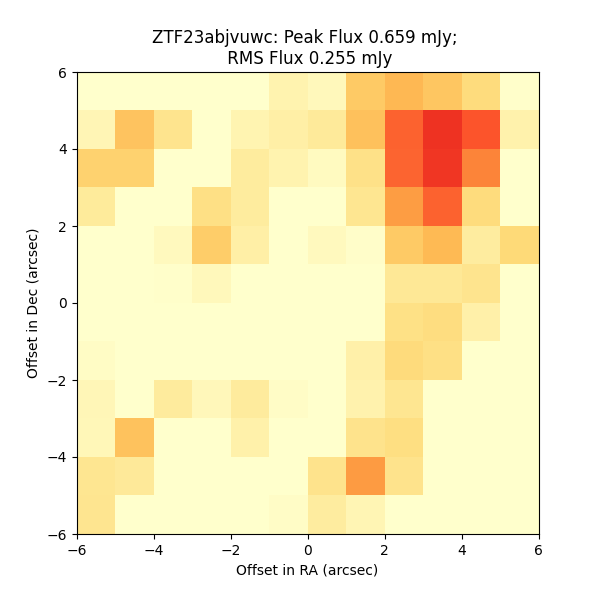 ZTF23abjvuwc: Peak Flux 0.659 mJy;
RMS Flux 0.255 mJy
6
4
2
0
−2
−4
−6
Offset in Dec (arcsec)
−6 −4 −2 0 2 4 6
Offset in RA (arcsec)